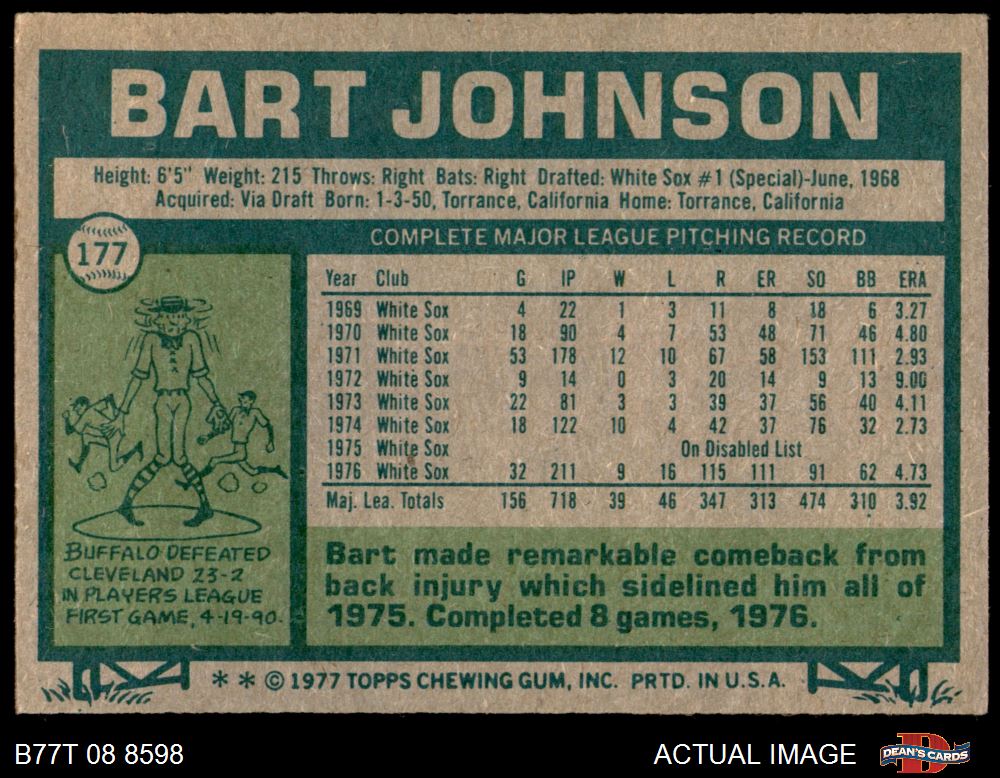 BART JOHNSON
Height: 6'5" Weight: 215 Throws: Right Bats: Right Drafted: White Sox #1 (Special)-June, 1968
Acquired: Via Draft Born: 1-3-50, Torrance, California Home: Torrance, California
177
COMPLETE MAJOR LEAGUE PITCHING RECORD
Year Club G IP W L R ER SO BB ERA
1969 White Sox 4 22 1 3 11 8 18 6 3.27
1970 White Sox 18 90 4 7 53 48 71 46 4.80
1971 White Sox 53 178 12 10 67 58 153 111 2.93
1972 White Sox 9 14 0 3 20 14 9 13 9.00
1973 White Sox 22 81 3 3 39 37 56 40 4.11
1974 White Sox 18 122 10 4 42 37 76 32 2.73
1975 White Sox On Disabled List
1976 White Sox 32 211 9 16 115 111 91 62 4.73
Maj. Lea. Totals 156 718 39 46 347 313 474 310 3.92
BUFFALO DEFEATED
CLEVELAND 23-2
IN PLAYERS LEAGUE
FIRST GAME, 4-19-90.
Bart made remarkable comeback from
back injury which sidelined him all of
1975. Completed 8 games, 1976.
* * © 1977 TOPPS CHEWING GUM, INC. PRTD. IN U.S.A.
B77T 08 8598
ACTUAL IMAGE
DEAN'S CARDS